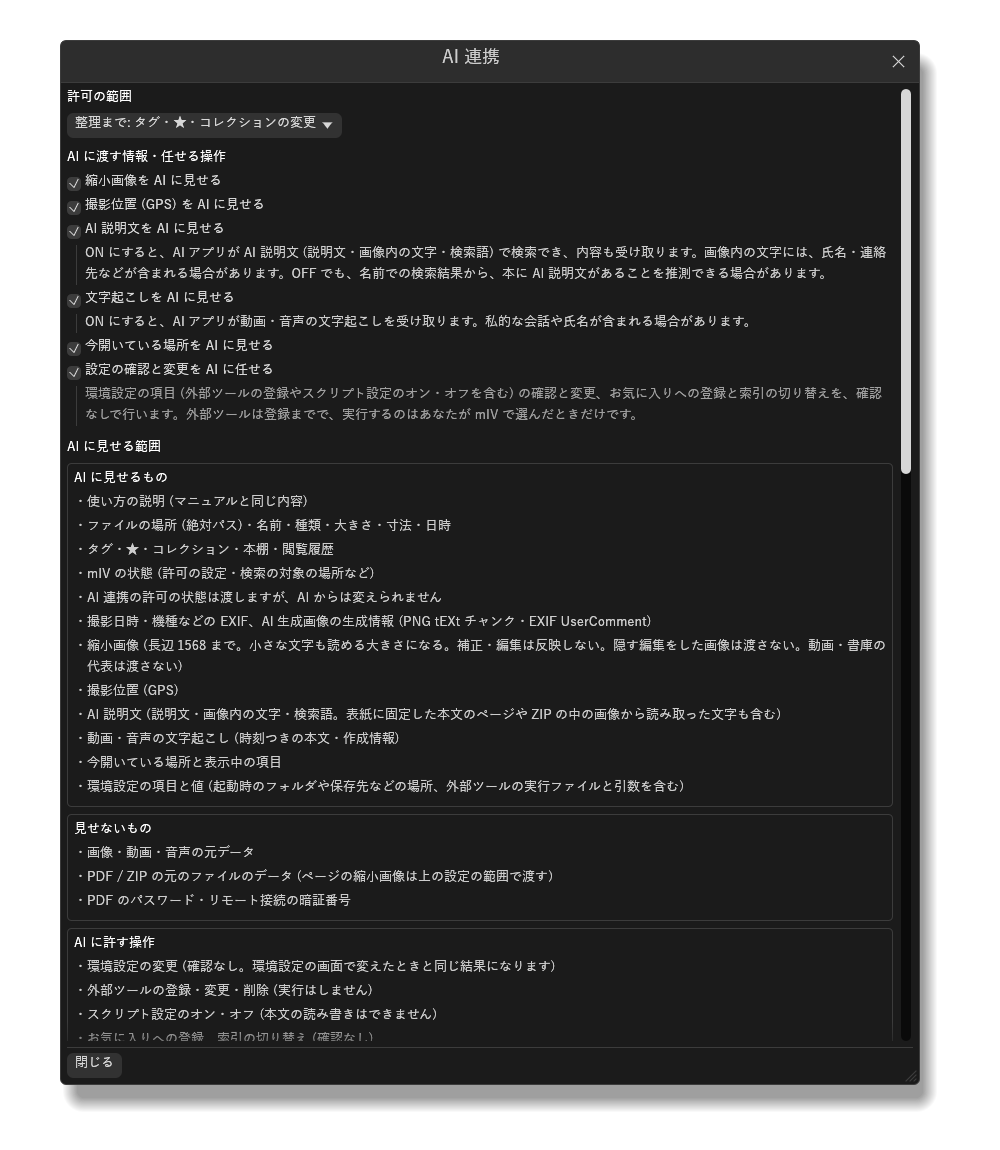 AI 連携
許可の範囲
整理まで: タグ・★・コレクションの変更
AI に渡す情報・任せる操作
縮小画像を AI に見せる
撮影位置 (GPS) を AI に見せる
AI 説明文を AI に見せる
ON にすると、AI アプリが AI 説明文 (説明文・画像内の文字・検索語) で検索でき、内容も受け取ります。画像内の文字には、氏名・連絡
先などが含まれる場合があります。OFF でも、名前での検索結果から、本に AI 説明文があることを推測できる場合があります。
文字起こしを AI に見せる
ON にすると、AI アプリが動画・音声の文字起こしを受け取ります。私的な会話や氏名が含まれる場合があります。
今開いている場所を AI に見せる
設定の確認と変更を AI に任せる
環境設定の項目 (外部ツールの登録やスクリプト設定のオン・オフを含む) の確認と変更、お気に入りへの登録と索引の切り替えを、確認
なしで行います。外部ツールは登録までで、実行するのはあなたが mIV で選んだときだけです。
AI に見せる範囲
AI に見せるもの
・使い方の説明 (マニュアルと同じ内容)
・ファイルの場所 (絶対パス)・名前・種類・大きさ・寸法・日時
・タグ・★・コレクション・本棚・閲覧履歴
・mIV の状態 (許可の設定・検索の対象の場所など)
・AI 連携の許可の状態は渡しますが、AI からは変えられません
・撮影日時・機種などの EXIF、AI 生成画像の生成情報 (PNG tEXt チャンク・EXIF UserComment)
・縮小画像 (長辺 1568 まで。小さな文字も読める大きさになる。補正・編集は反映しない。隠す編集をした画像は渡さない。動画・書庫の
代表は渡さない)
・撮影位置 (GPS)
・AI 説明文 (説明文・画像内の文字・検索語。表紙に固定した本文のページや ZIP の中の画像から読み取った文字も含む)
・動画・音声の文字起こし (時刻つきの本文・作成情報)
・今開いている場所と表示中の項目
・環境設定の項目と値 (起動時のフォルダや保存先などの場所、外部ツールの実行ファイルと引数を含む)
見せないもの
・画像・動画・音声の元データ
・PDF / ZIP の元のファイルのデータ (ページの縮小画像は上の設定の範囲で渡す)
・PDF のパスワード・リモート接続の暗証番号
AI に許す操作
・環境設定の変更 (確認なし。環境設定の画面で変えたときと同じ結果になります)
・外部ツールの登録・変更・削除 (実行はしません)
・スクリプト設定のオン・オフ (本文の読み書きはできません)
・お気に入りへの登録、索引の切り替え (確認なし)
閉じる